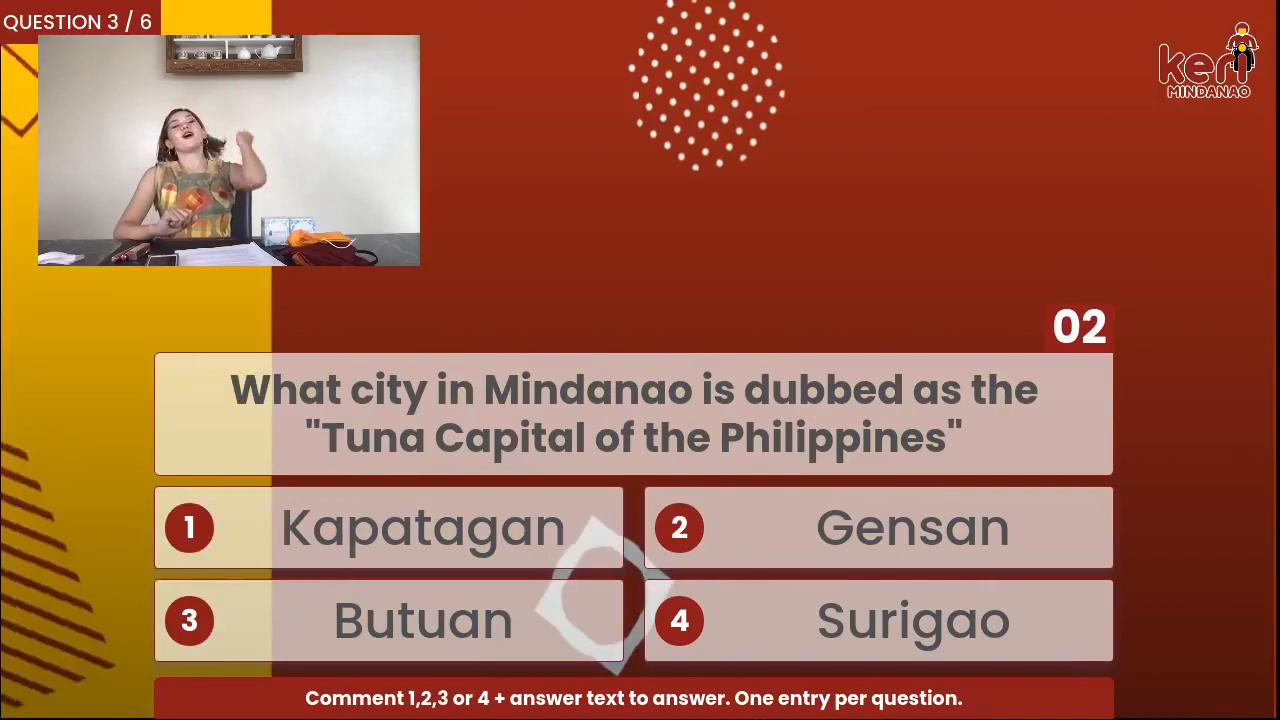 QUESTION 3 / 6
keri
MINDANAO
02
What city in Mindanao is dubbed as the
"Tuna Capital of the Philippines"
1 Kapatagan
2 Gensan
3 Butuan
4 Surigao
Comment 1,2,3 or 4 + answer text to answer. One entry per question.